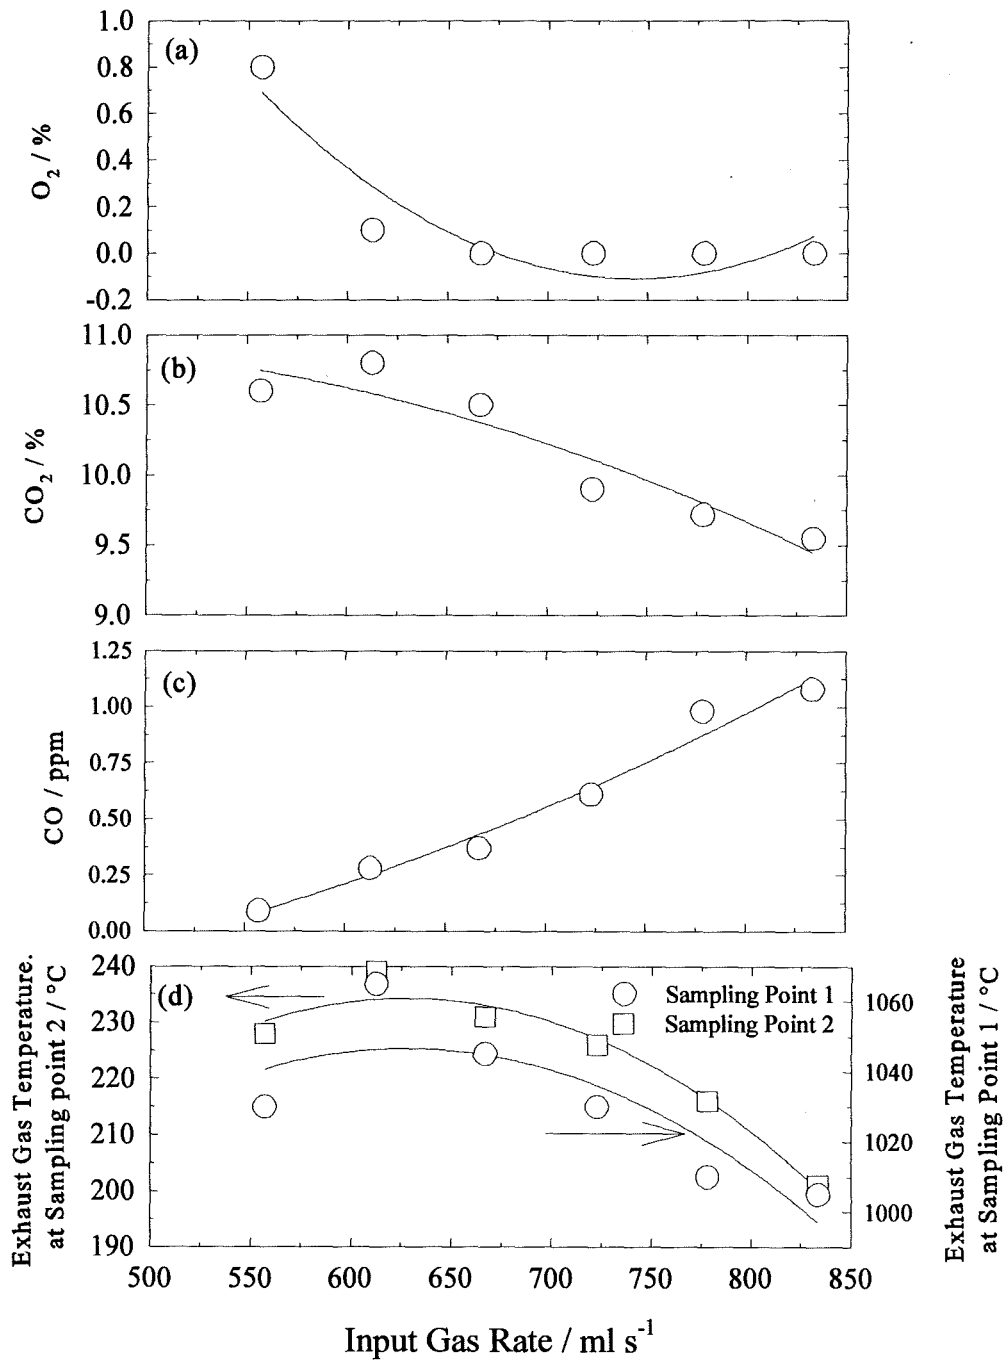 (a)
1.0
0.8
0.6
0.4
0.2
0.0
-0.2
O2 / %
(b)
11.0
10.5
10.0
9.5
9.0
CO2 / %
(c)
1.25
1.00
0.75
0.50
0.25
0.00
CO / ppm
(d)
240
230
220
210
200
190
Exhaust Gas Temperature.
at Sampling point 2 / °C
Sampling Point 1
Sampling Point 2
1060
1040
1020
1000
Exhaust Gas Temperature
at Sampling Point 1 / °C
500 550 600 650 700 750 800 850
Input Gas Rate / ml s-1